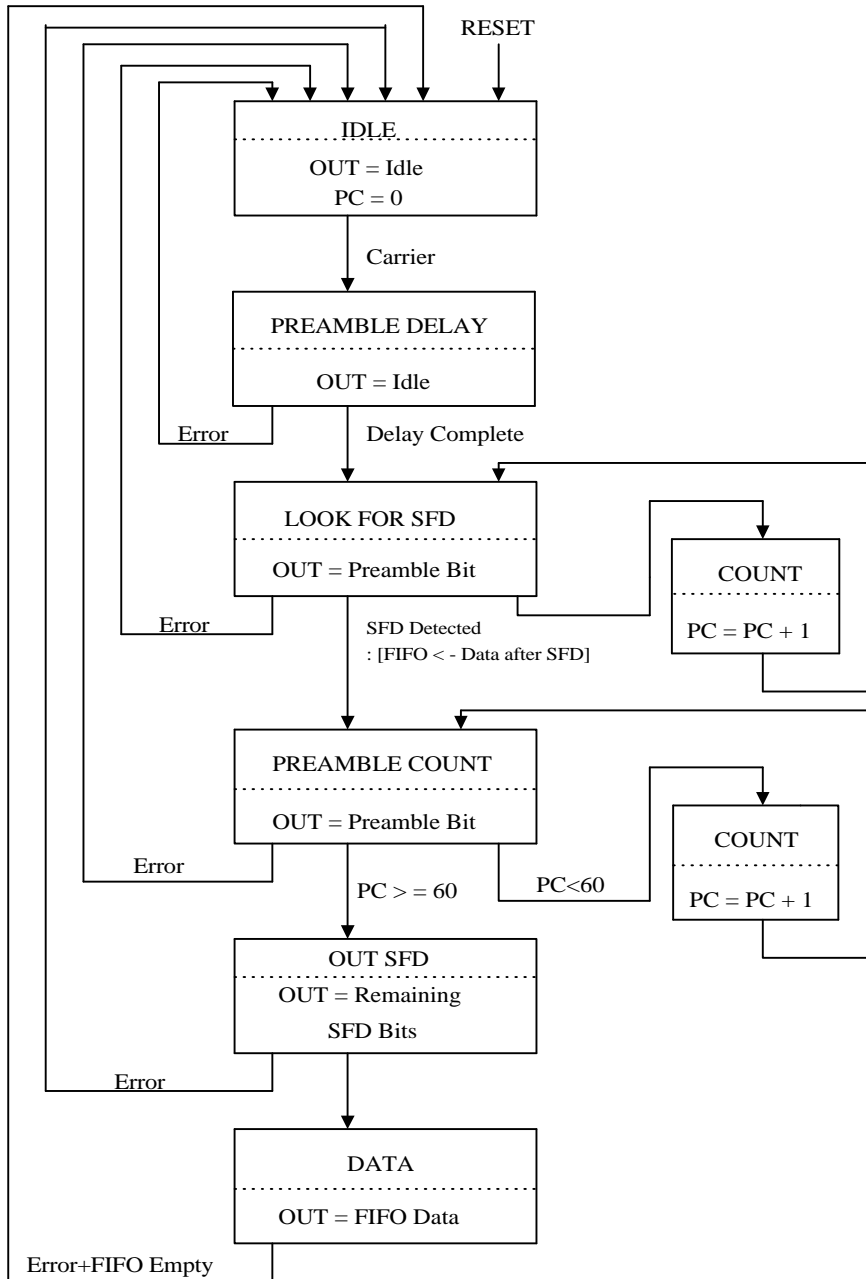 RESET
IDLE
OUT = Idle
PC = 0
Carrier
PREAMBLE DELAY
OUT = Idle
Error
Delay Complete
LOOK FOR SFD
OUT = Preamble Bit
COUNT
PC = PC + 1
Error
SFD Detected
: [FIFO < - Data after SFD]
PREAMBLE COUNT
OUT = Preamble Bit
COUNT
PC = PC + 1
Error
PC > = 60
PC<60
OUT SFD
OUT = Remaining
SFD Bits
Error
DATA
OUT = FIFO Data
Error+FIFO Empty